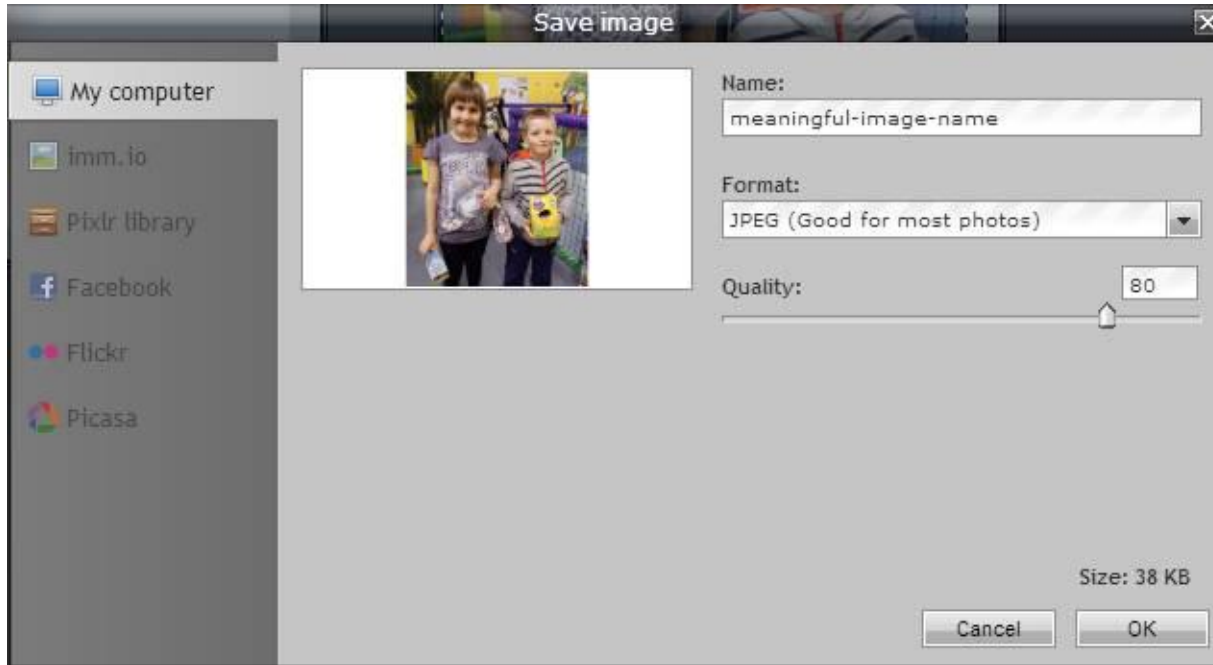 Save image
My computer
imm.io
Pixlr library
Facebook
Flickr
Picasa
Name:
meaningful-image-name
Format:
JPEG (Good for most photos)
Quality:
80
Size: 38 KB
Cancel
OK